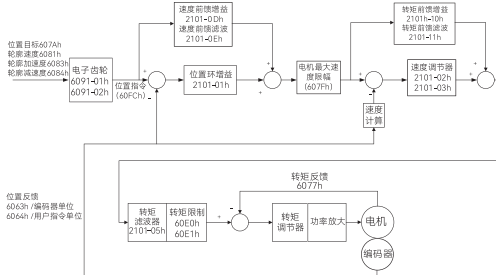 速度前馈增益
2101-0Dh
速度前馈滤波
2101-0Eh
转矩前馈增益
2101h-10h
转矩前馈滤波
2101-11h
位置目标607Ah
轮廓速度6081h
轮廓加速度6083h
轮廓减速度6084h
电子齿轮
6091-01h
6091-02h
位置指令
(60FCh)
+
-
位置环增益
2101-01h
+
+
电机最大速
度限幅
(607Fh)
+
-
速度调节器
2101-02h
2101-03h
+
+
速度
计算
位置反馈
6063h /编码器单位
6064h /用户指令单位
转矩反馈
6077h
转矩
滤波器
2101-05h
转矩限制
60E0h
60E1h
+
-
转矩
调节器
功率放大
电机
编码器